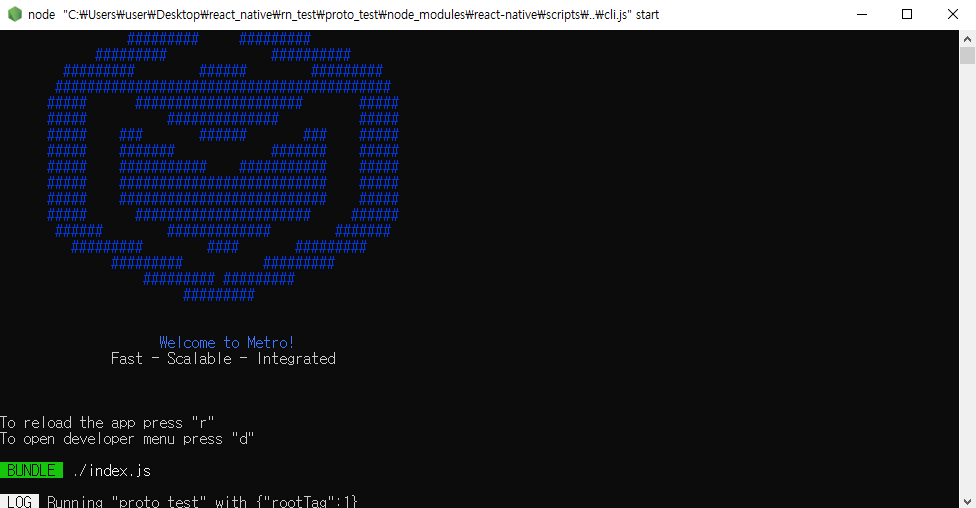 node "C:₩Users₩user₩Desktop₩react_native₩rn_test₩proto_test₩node_modules₩react-native₩scripts₩..₩cli.js" start
Welcome to Metro!
Fast - Scalable - Integrated
To reload the app press "r"
To open developer menu press "d"
BUNDLE ./index.js
LOG Running "proto_test" with {"rootTag":1}